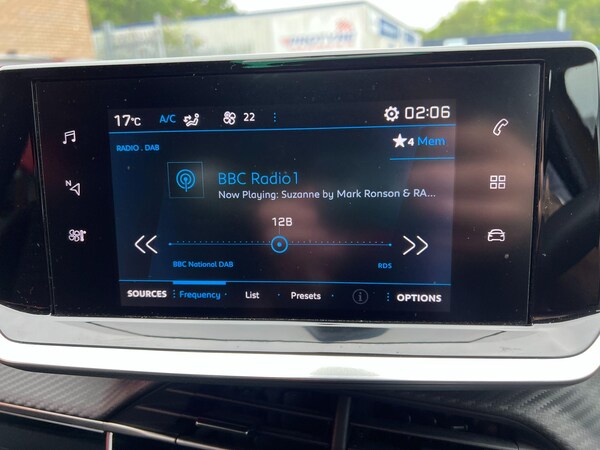 17°C A/C 22 02:06
RADIO . DAB
4 Mem
BBC Radio 1
Now Playing: Suzanne by Mark Ronson & RA...
12B
BBC National DAB
RDS
SOURCES Frequency List Presets OPTIONS
N